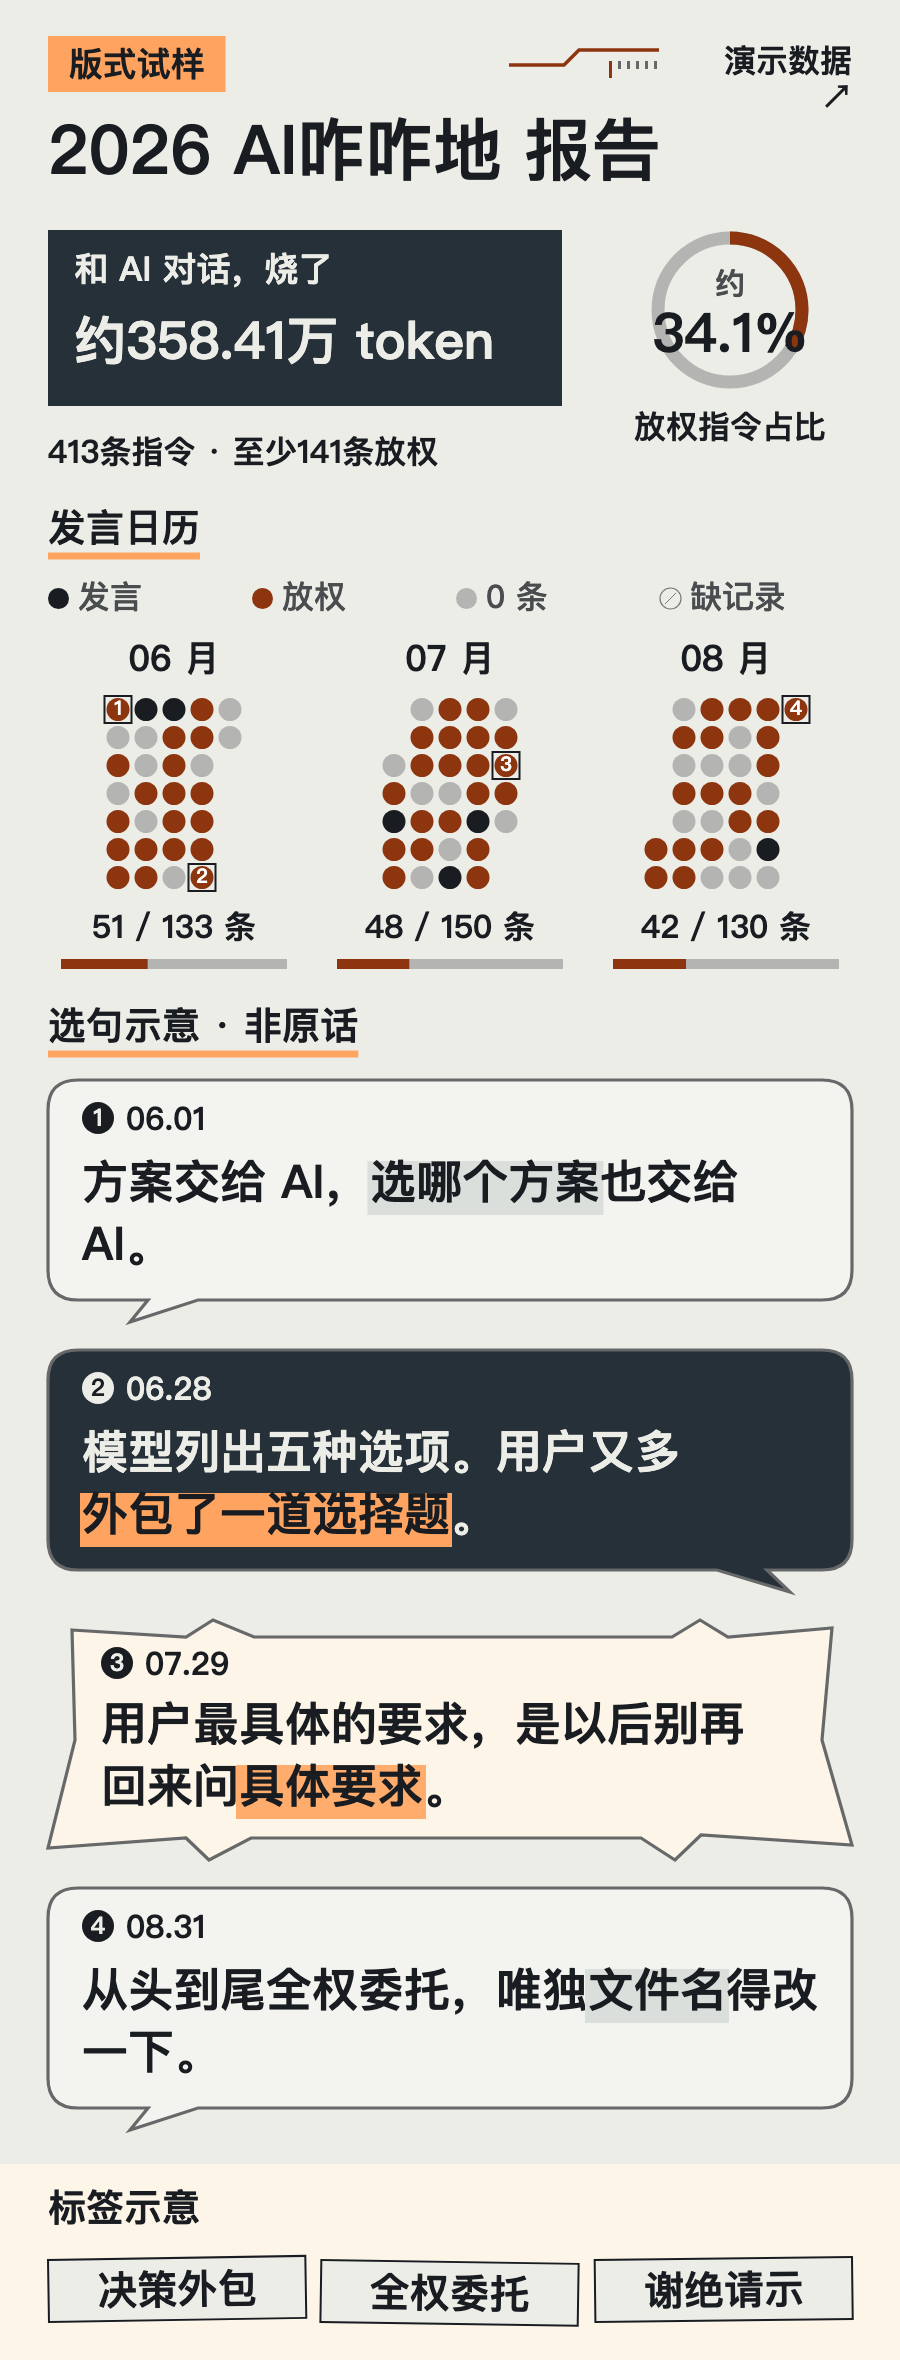 版式试样
演示数据
↗
2026 AI咋咋地 报告
和 AI 对话，烧了
约358.41万 token
约
34.1%
放权指令占比
413条指令 · 至少141条放权
发言日历
发言
放权
0 条
缺记录
06 月
07 月
08 月
1
4
3
2
51 / 133 条
48 / 150 条
42 / 130 条
选句示意 · 非原话
1 06.01
方案交给 AI，选哪个方案也交给
AI。
2 06.28
模型列出五种选项。用户又多
外包了一道选择题。
3 07.29
用户最具体的要求，是以后别再
回来问具体要求。
4 08.31
从头到尾全权委托，唯独文件名得改
一下。
标签示意
决策外包
全权委托
谢绝请示